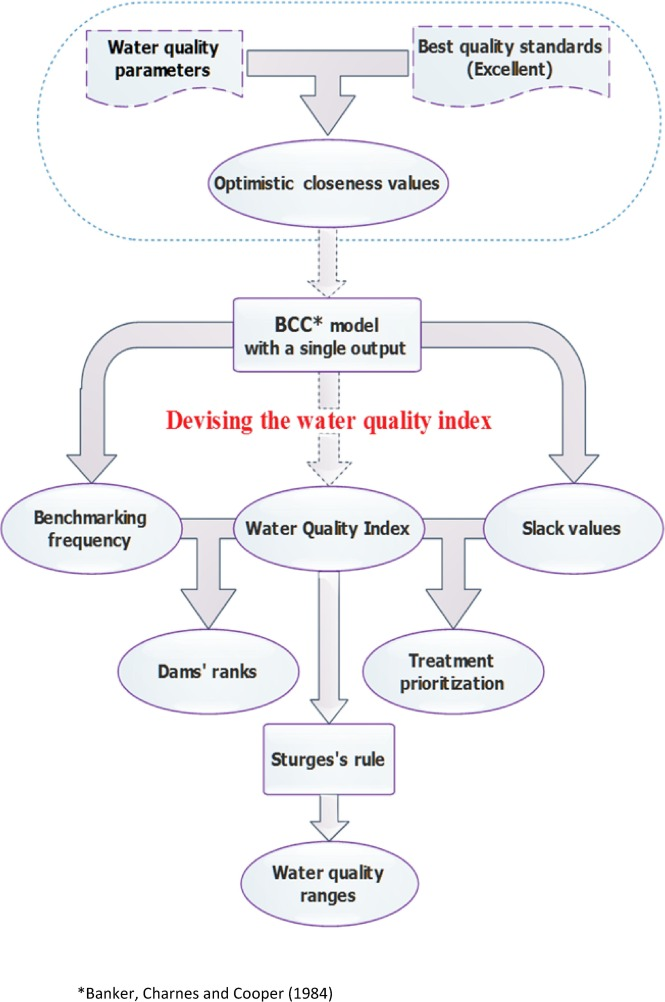 Water quality
parameters
Best quality standards
(Excellent)
Optimistic closeness values
BCC* model
with a single output
Devising the water quality index
Benchmarking
frequency
Water Quality Index
Slack values
Dams' ranks
Treatment
prioritization
Sturges's rule
Water quality
ranges
*Banker, Charnes and Cooper (1984)